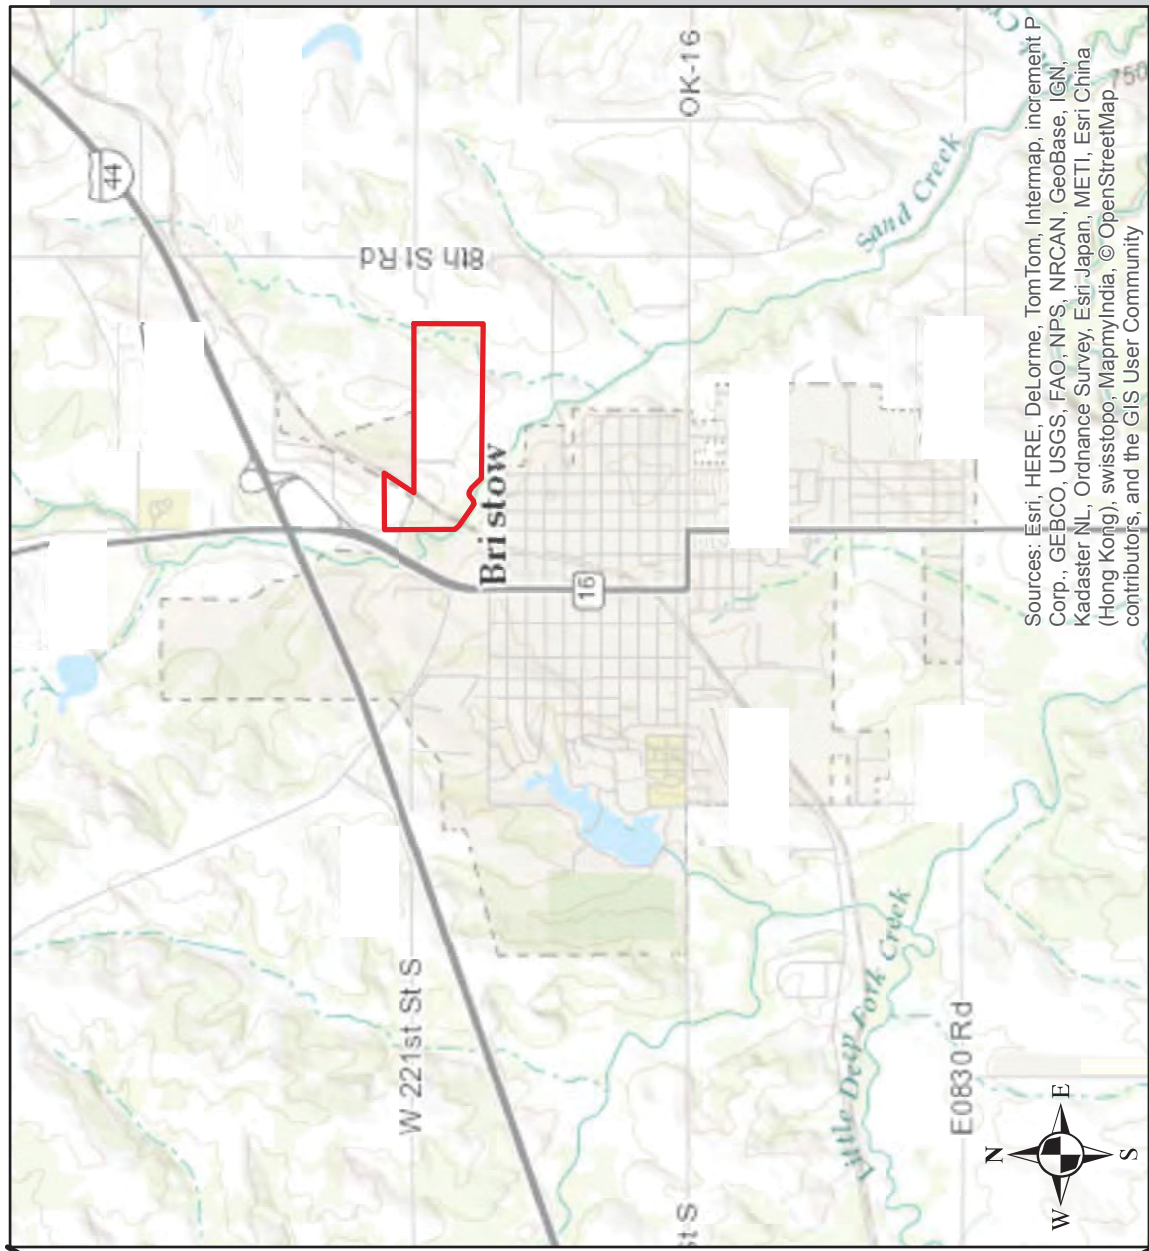 44
OK-16
750
8th St Rd
Sand Creek
Bristow
16
W 221st St S
Little Deep Fork Creek
E0830 Rd
St S
N
W
E
S
Sources: Esri, HERE, DeLorme, TomTom, Intermap, increment P
Corp., GEBCO, USGS, FAO, NPS, NRCAN, GeoBase, IGN,
Kadaster NL, Ordnance Survey, Esri Japan, METI, Esri China
(Hong Kong), swisstopo, MapmyIndia, © OpenStreetMap
contributors, and the GIS User Community